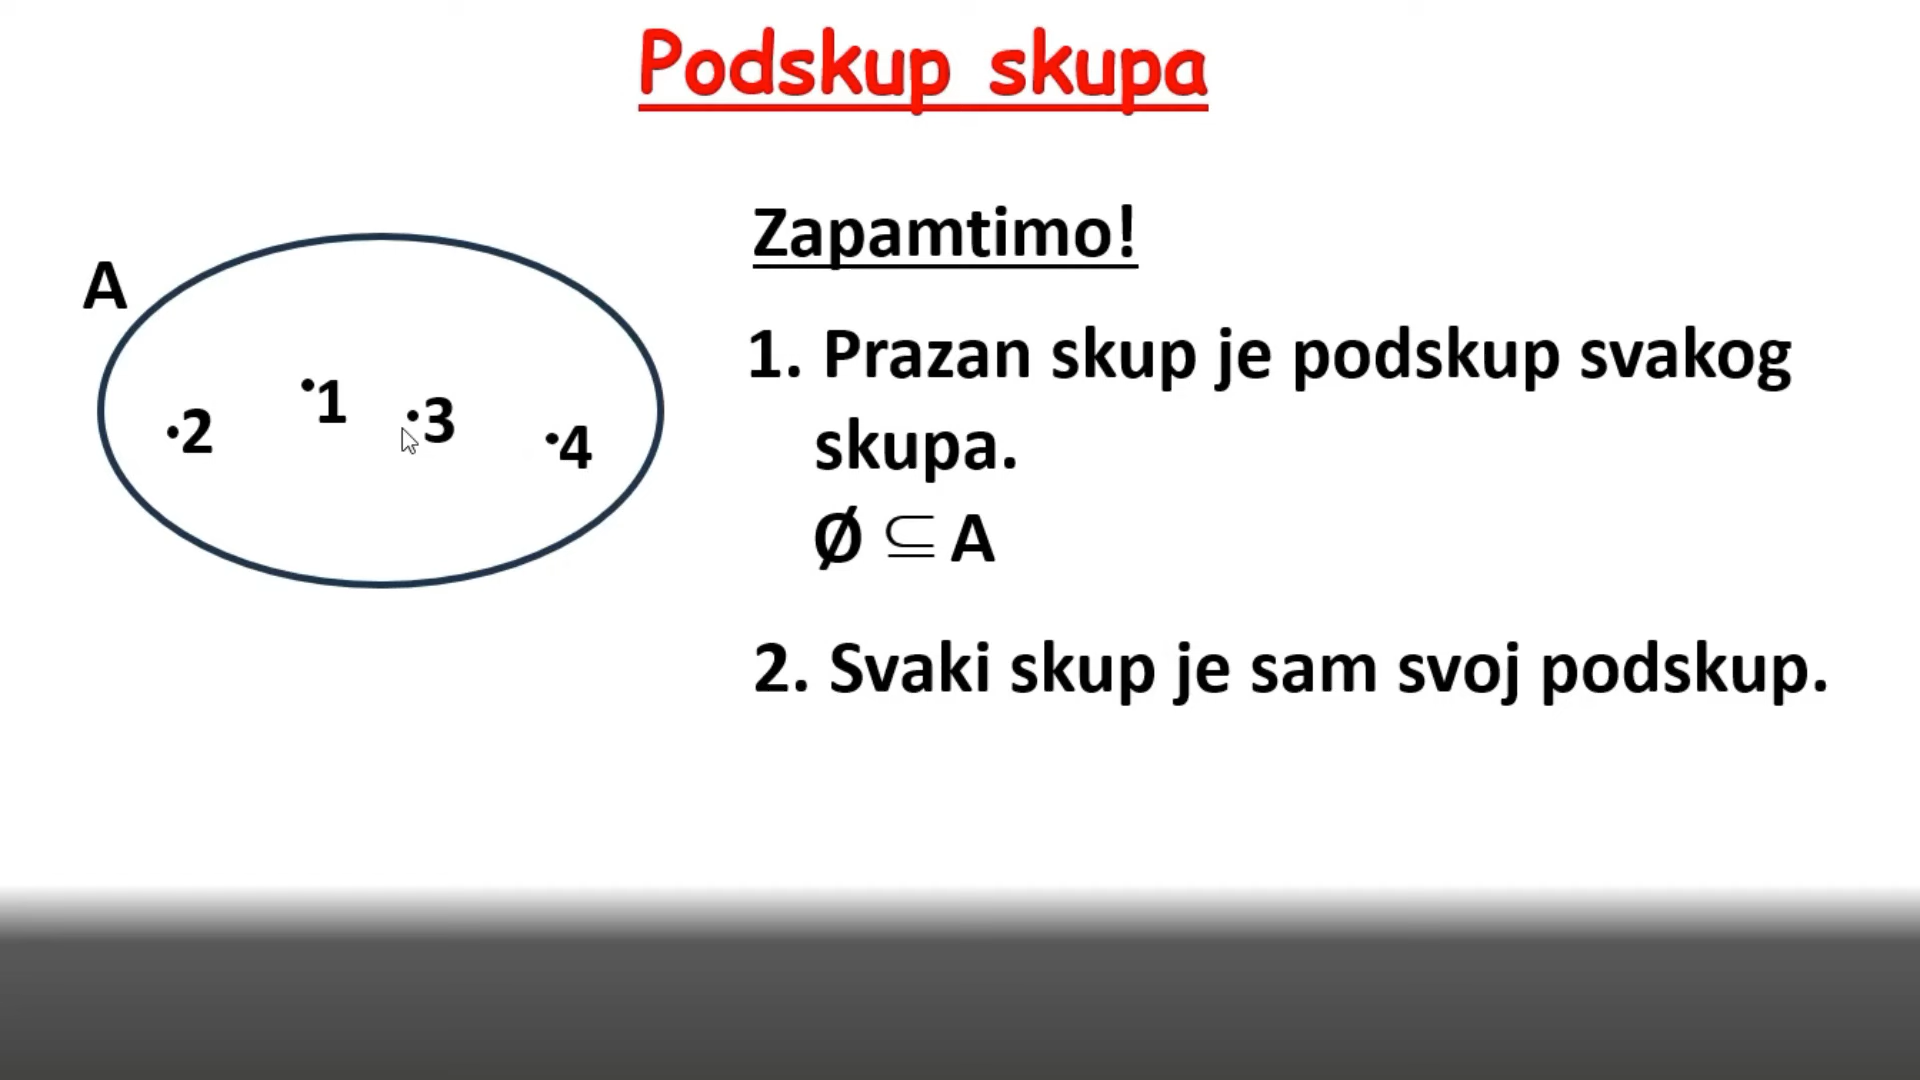 Podskup skupa
Zapamtimo!
A
1. Prazan skup je podskup svakog
skupa.
•2 •1 •3 •4
Ø ⊆ A
2. Svaki skup je sam svoj podskup.